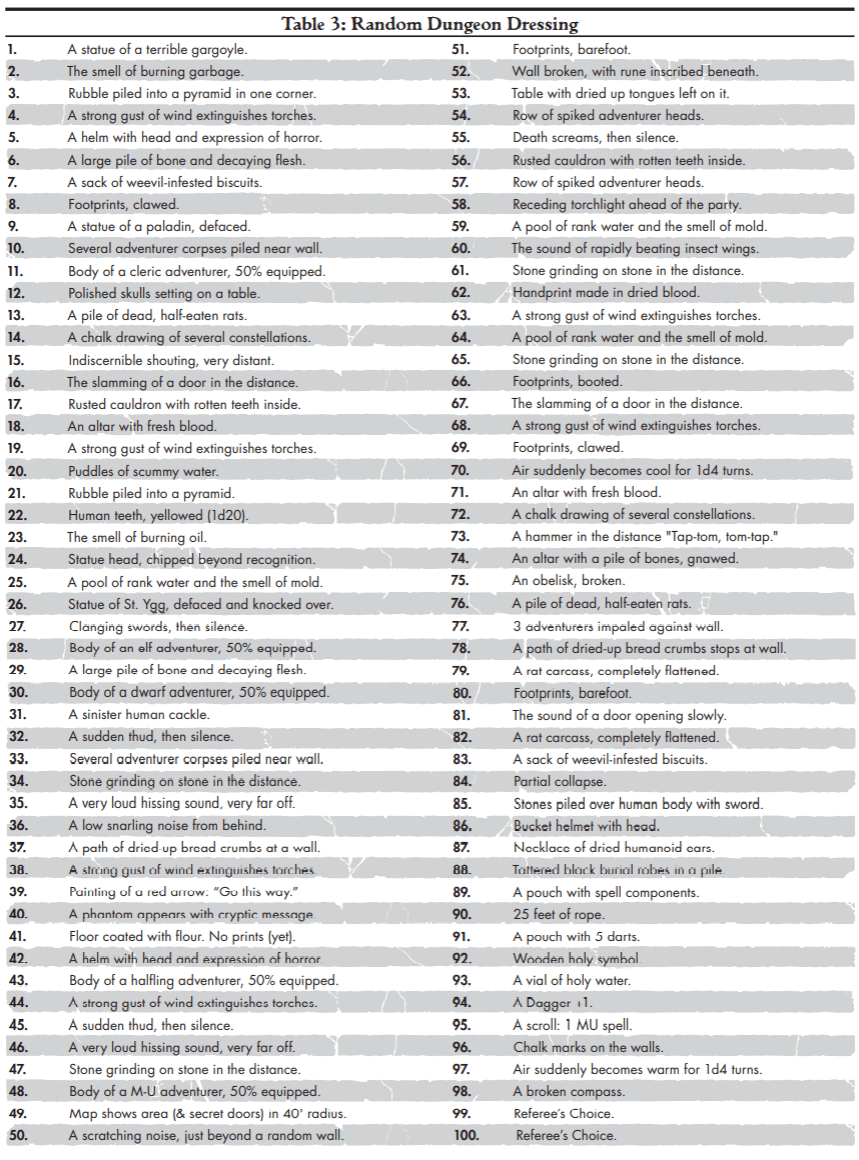 Table 3: Random Dungeon Dressing
1. A statue of a terrible gargoyle.
2. The smell of burning garbage.
3. Rubble piled into a pyramid in one corner.
4. A strong gust of wind extinguishes torches.
5. A helm with head and expression of horror.
6. A large pile of bone and decaying flesh.
7. A sack of weevil-infested biscuits.
8. Footprints, clawed.
9. A statue of a paladin, defaced.
10. Several adventurer corpses piled near wall.
11. Body of a cleric adventurer, 50% equipped.
12. Polished skulls setting on a table.
13. A pile of dead, half-eaten rats.
14. A chalk drawing of several constellations.
15. Indiscernible shouting, very distant.
16. The slamming of a door in the distance.
17. Rusted cauldron with rotten teeth inside.
18. An altar with fresh blood.
19. A strong gust of wind extinguishes torches.
20. Puddles of scummy water.
21. Rubble piled into a pyramid.
22. Human teeth, yellowed (1d20).
23. The smell of burning oil.
24. Statue head, chipped beyond recognition.
25. A pool of rank water and the smell of mold.
26. Statue of St. Ygg, defaced and knocked over.
27. Clanging swords, then silence.
28. Body of an elf adventurer, 50% equipped.
29. A large pile of bone and decaying flesh.
30. Body of a dwarf adventurer, 50% equipped.
31. A sinister human cackle.
32. A sudden thud, then silence.
33. Several adventurer corpses piled near wall.
34. Stone grinding on stone in the distance.
35. A very loud hissing sound, very far off.
36. A low snarling noise from behind.
37. A path of dried-up bread crumbs at a wall.
38. A strong gust of wind extinguishes torches.
39. Painting of a red arrow: “Go this way.”
40. A phantom appears with cryptic message.
41. Floor coated with flour. No prints (yet).
42. A helm with head and expression of horror.
43. Body of a halfling adventurer, 50% equipped.
44. A strong gust of wind extinguishes torches.
45. A sudden thud, then silence.
46. A very loud hissing sound, very far off.
47. Stone grinding on stone in the distance.
48. Body of a M-U adventurer, 50% equipped.
49. Map shows area (& secret doors) in 40' radius.
50. A scratching noise, just beyond a random wall.
51. Footprints, barefoot.
52. Wall broken, with rune inscribed beneath.
53. Table with dried up tongues left on it.
54. Row of spiked adventurer heads.
55. Death screams, then silence.
56. Rusted cauldron with rotten teeth inside.
57. Row of spiked adventurer heads.
58. Receding torchlight ahead of the party.
59. A pool of rank water and the smell of mold.
60. The sound of rapidly beating insect wings.
61. Stone grinding on stone in the distance.
62. Handprint made in dried blood.
63. A strong gust of wind extinguishes torches.
64. A pool of rank water and the smell of mold.
65. Stone grinding on stone in the distance.
66. Footprints, booted.
67. The slamming of a door in the distance.
68. A strong gust of wind extinguishes torches.
69. Footprints, clawed.
70. Air suddenly becomes cool for 1d4 turns.
71. An altar with fresh blood.
72. A chalk drawing of several constellations.
73. A hammer in the distance "Tap-tom, tom-tap."
74. An altar with a pile of bones, gnawed.
75. An obelisk, broken.
76. A pile of dead, half-eaten rats.
77. 3 adventurers impaled against wall.
78. A path of dried-up bread crumbs stops at wall.
79. A rat carcass, completely flattened.
80. Footprints, barefoot.
81. The sound of a door opening slowly.
82. A rat carcass, completely flattened.
83. A sack of weevil-infested biscuits.
84. Partial collapse.
85. Stones piled over human body with sword.
86. Bucket helmet with head.
87. Necklace of dried humanoid ears.
88. Tattered black burial robes in a pile.
89. A pouch with spell components.
90. 25 feet of rope.
91. A pouch with 5 darts.
92. Wooden holy symbol.
93. A vial of holy water.
94. A Dagger +1.
95. A scroll: 1 MU spell.
96. Chalk marks on the walls.
97. Air suddenly becomes warm for 1d4 turns.
98. A broken compass.
99. Referee's Choice.
100. Referee's Choice.